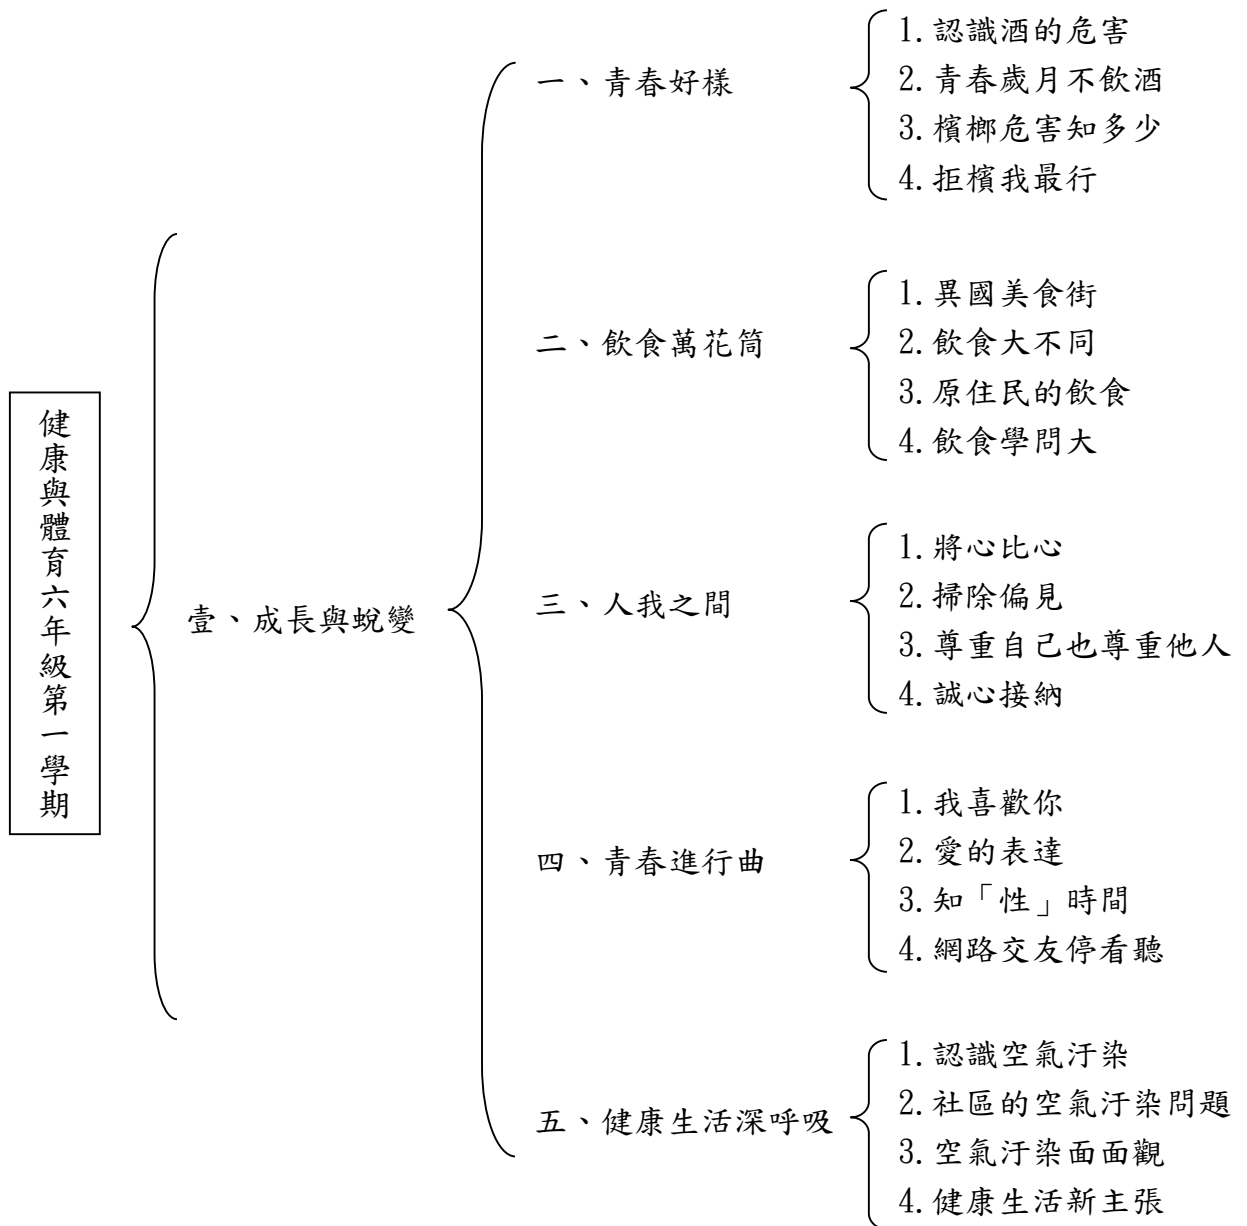 健康與體育六年級第一學期
壹、成長與蛻變
一、青春好樣
1.認識酒的危害
2.青春歲月不飲酒
3.檳榔危害知多少
4.拒檳我最行
二、飲食萬花筒
1.異國美食街
2.飲食大不同
3.原住民的飲食
4.飲食學問大
三、人我之間
1.將心比心
2.掃除偏見
3.尊重自己也尊重他人
4.誠心接納
四、青春進行曲
1.我喜歡你
2.愛的表達
3.知「性」時間
4.網路交友停看聽
五、健康生活深呼吸
1.認識空氣汙染
2.社區的空氣汙染問題
3.空氣汙染面面觀
4.健康生活新主張